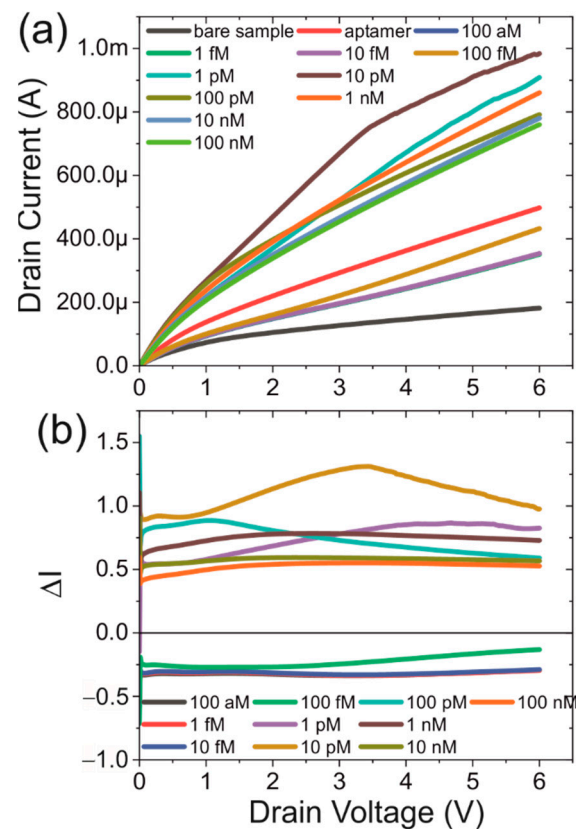 (a)
bare sample aptamer 100 aM
1 fM 10 fM 100 fM
1 pM 10 pM
100 pM 1 nM
10 nM
100 nM
1.0m
800.0µ
600.0µ
400.0µ
200.0µ
0.0
Drain Current (A)
0 1 2 3 4 5 6
(b)
1.5
1.0
0.5
0.0
−0.5
−1.0
ΔI
100 aM 100 fM 100 pM 100 nM
1 fM 1 pM 1 nM
10 fM 10 pM 10 nM
0 1 2 3 4 5 6
Drain Voltage (V)